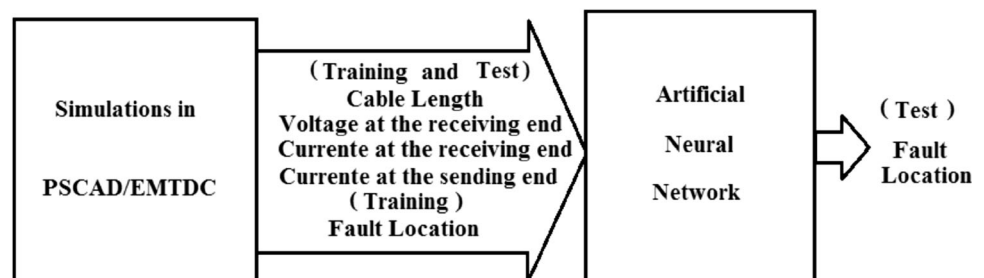 Simulations in
PSCAD/EMTDC
(Training and Test)
Cable Length
Voltage at the receiving end
Currente at the receiving end
Currente at the sending end
(Training)
Fault Location
Artificial
Neural
Network
(Test)
Fault
Location